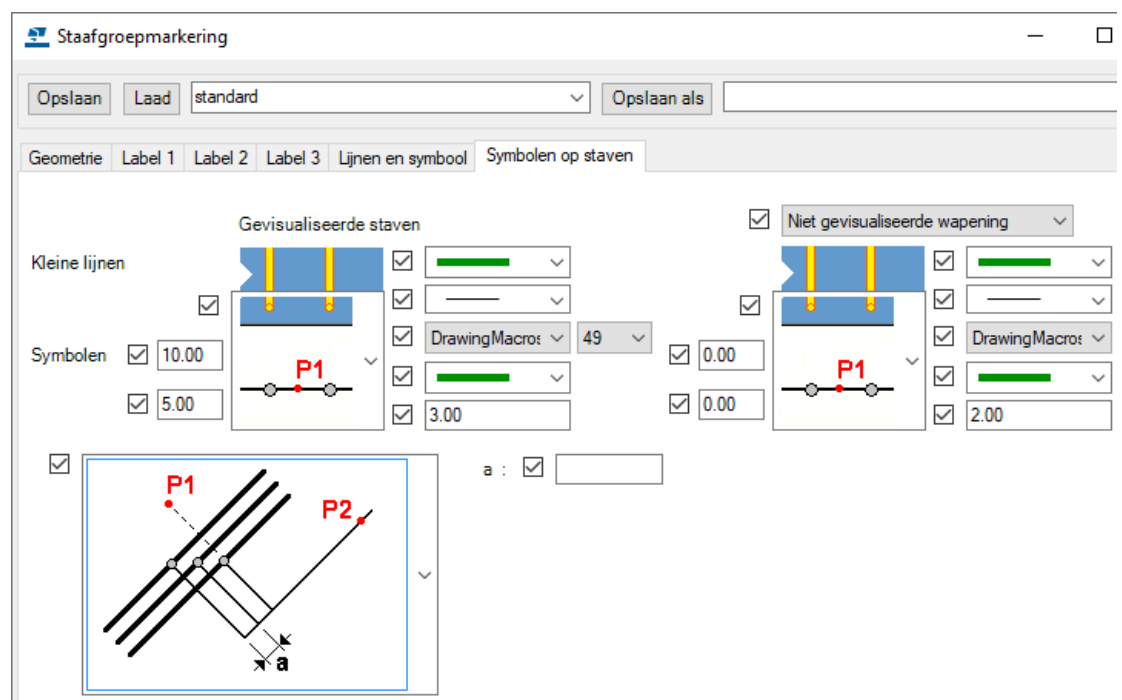 Staafgroepmarkering
Opslaan Laad standard Opslaan als
Geometrie Label 1 Label 2 Label 3 Lijnen en symbool Symbolen op staven
Gevisualiseerde staven Niet gevisualiseerde wapening
Kleine lijnen
DrawingMacros 49 DrawingMacros
Symbolen 10.00 P1 0.00 P1
5.00 3.00 0.00 2.00
a :
P1
P2
a